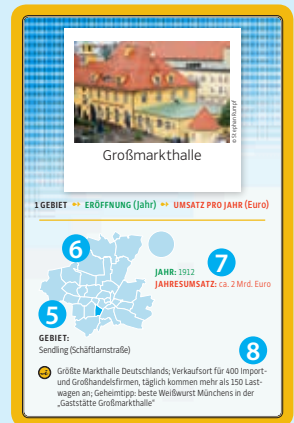 © Stephan Rumpf
Großmarkthalle
1 GEBIET ➻ ERÖFFNUNG (Jahr) ➻ UMSATZ PRO JAHR (Euro)
6
7
JAHR: 1912
JAHRESUMSATZ: ca. 2 Mrd. Euro
5
GEBIET:
8
Sendling (Schäftlarnstraße)
Größte Markthalle Deutschlands; Verkaufsort für 400 Import-
und Großhandelsfirmen, täglich kommen mehr als 150 Last-
wagen an; Geheimtipp: beste Weißwurst Münchens in der
„Gaststätte Großmarkthalle“